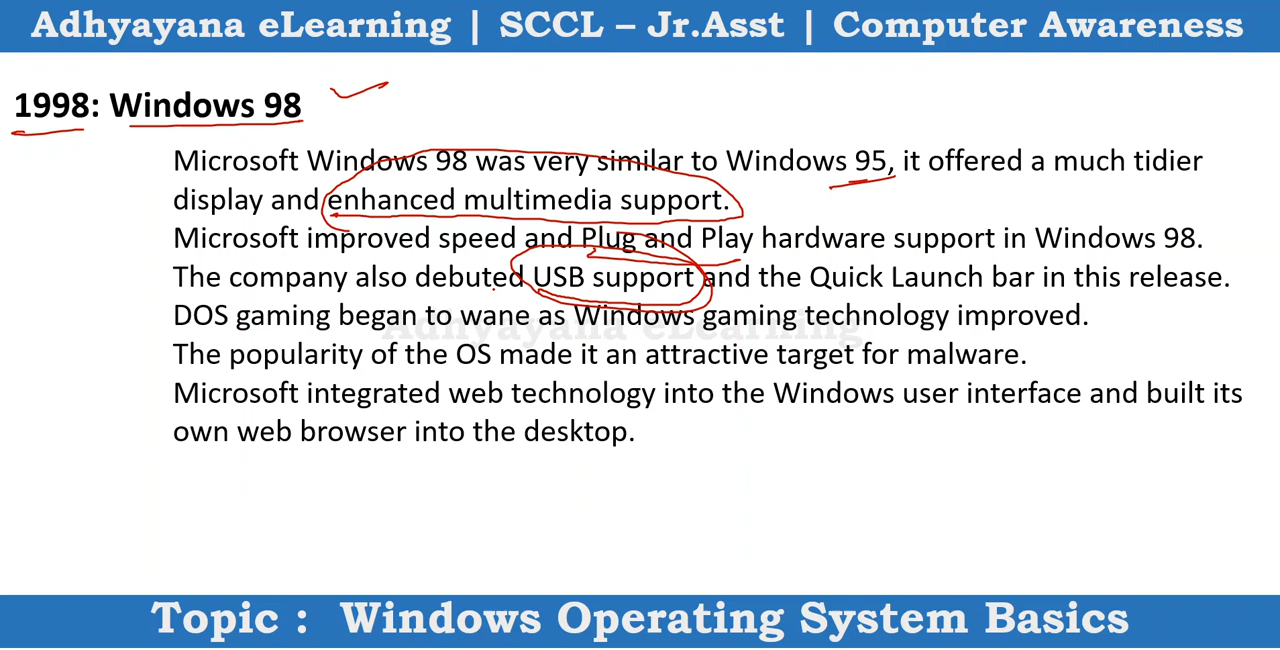 Adhyayana eLearning | SCCL – Jr.Asst | Computer Awareness
1998: Windows 98
Microsoft Windows 98 was very similar to Windows 95, it offered a much tidier
display and enhanced multimedia support.
Microsoft improved speed and Plug and Play hardware support in Windows 98.
The company also debuted USB support and the Quick Launch bar in this release.
DOS gaming began to wane as Windows gaming technology improved.
Adhyayana eLearning
The popularity of the OS made it an attractive target for malware.
Microsoft integrated web technology into the Windows user interface and built its
own web browser into the desktop.
Topic : Windows Operating System Basics